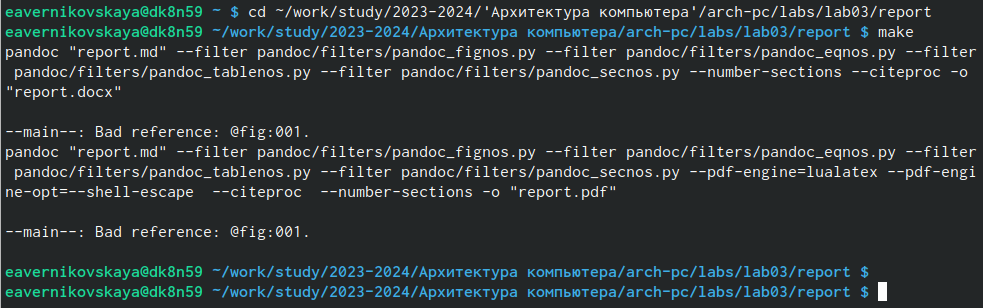 eavernikovskaya@dk8n59 ~ $ cd ~/work/study/2023-2024/'Архитектура компьютера'/arch-pc/labs/lab03/report
eavernikovskaya@dk8n59 ~/work/study/2023-2024/Архитектура компьютера/arch-pc/labs/lab03/report $ make
pandoc "report.md" --filter pandoc/filters/pandoc_fignos.py --filter pandoc/filters/pandoc_eqnos.py --filter
pandoc/filters/pandoc_tablenos.py --filter pandoc/filters/pandoc_secnos.py --number-sections --citeproc -o
"report.docx"
--main--: Bad reference: @fig:001.
pandoc "report.md" --filter pandoc/filters/pandoc_fignos.py --filter pandoc/filters/pandoc_eqnos.py --filter
pandoc/filters/pandoc_tablenos.py --filter pandoc/filters/pandoc_secnos.py --pdf-engine=lualatex --pdf-engi
ne-opt=--shell-escape  --citeproc  --number-sections -o "report.pdf"
--main--: Bad reference: @fig:001.
eavernikovskaya@dk8n59 ~/work/study/2023-2024/Архитектура компьютера/arch-pc/labs/lab03/report $
eavernikovskaya@dk8n59 ~/work/study/2023-2024/Архитектура компьютера/arch-pc/labs/lab03/report $